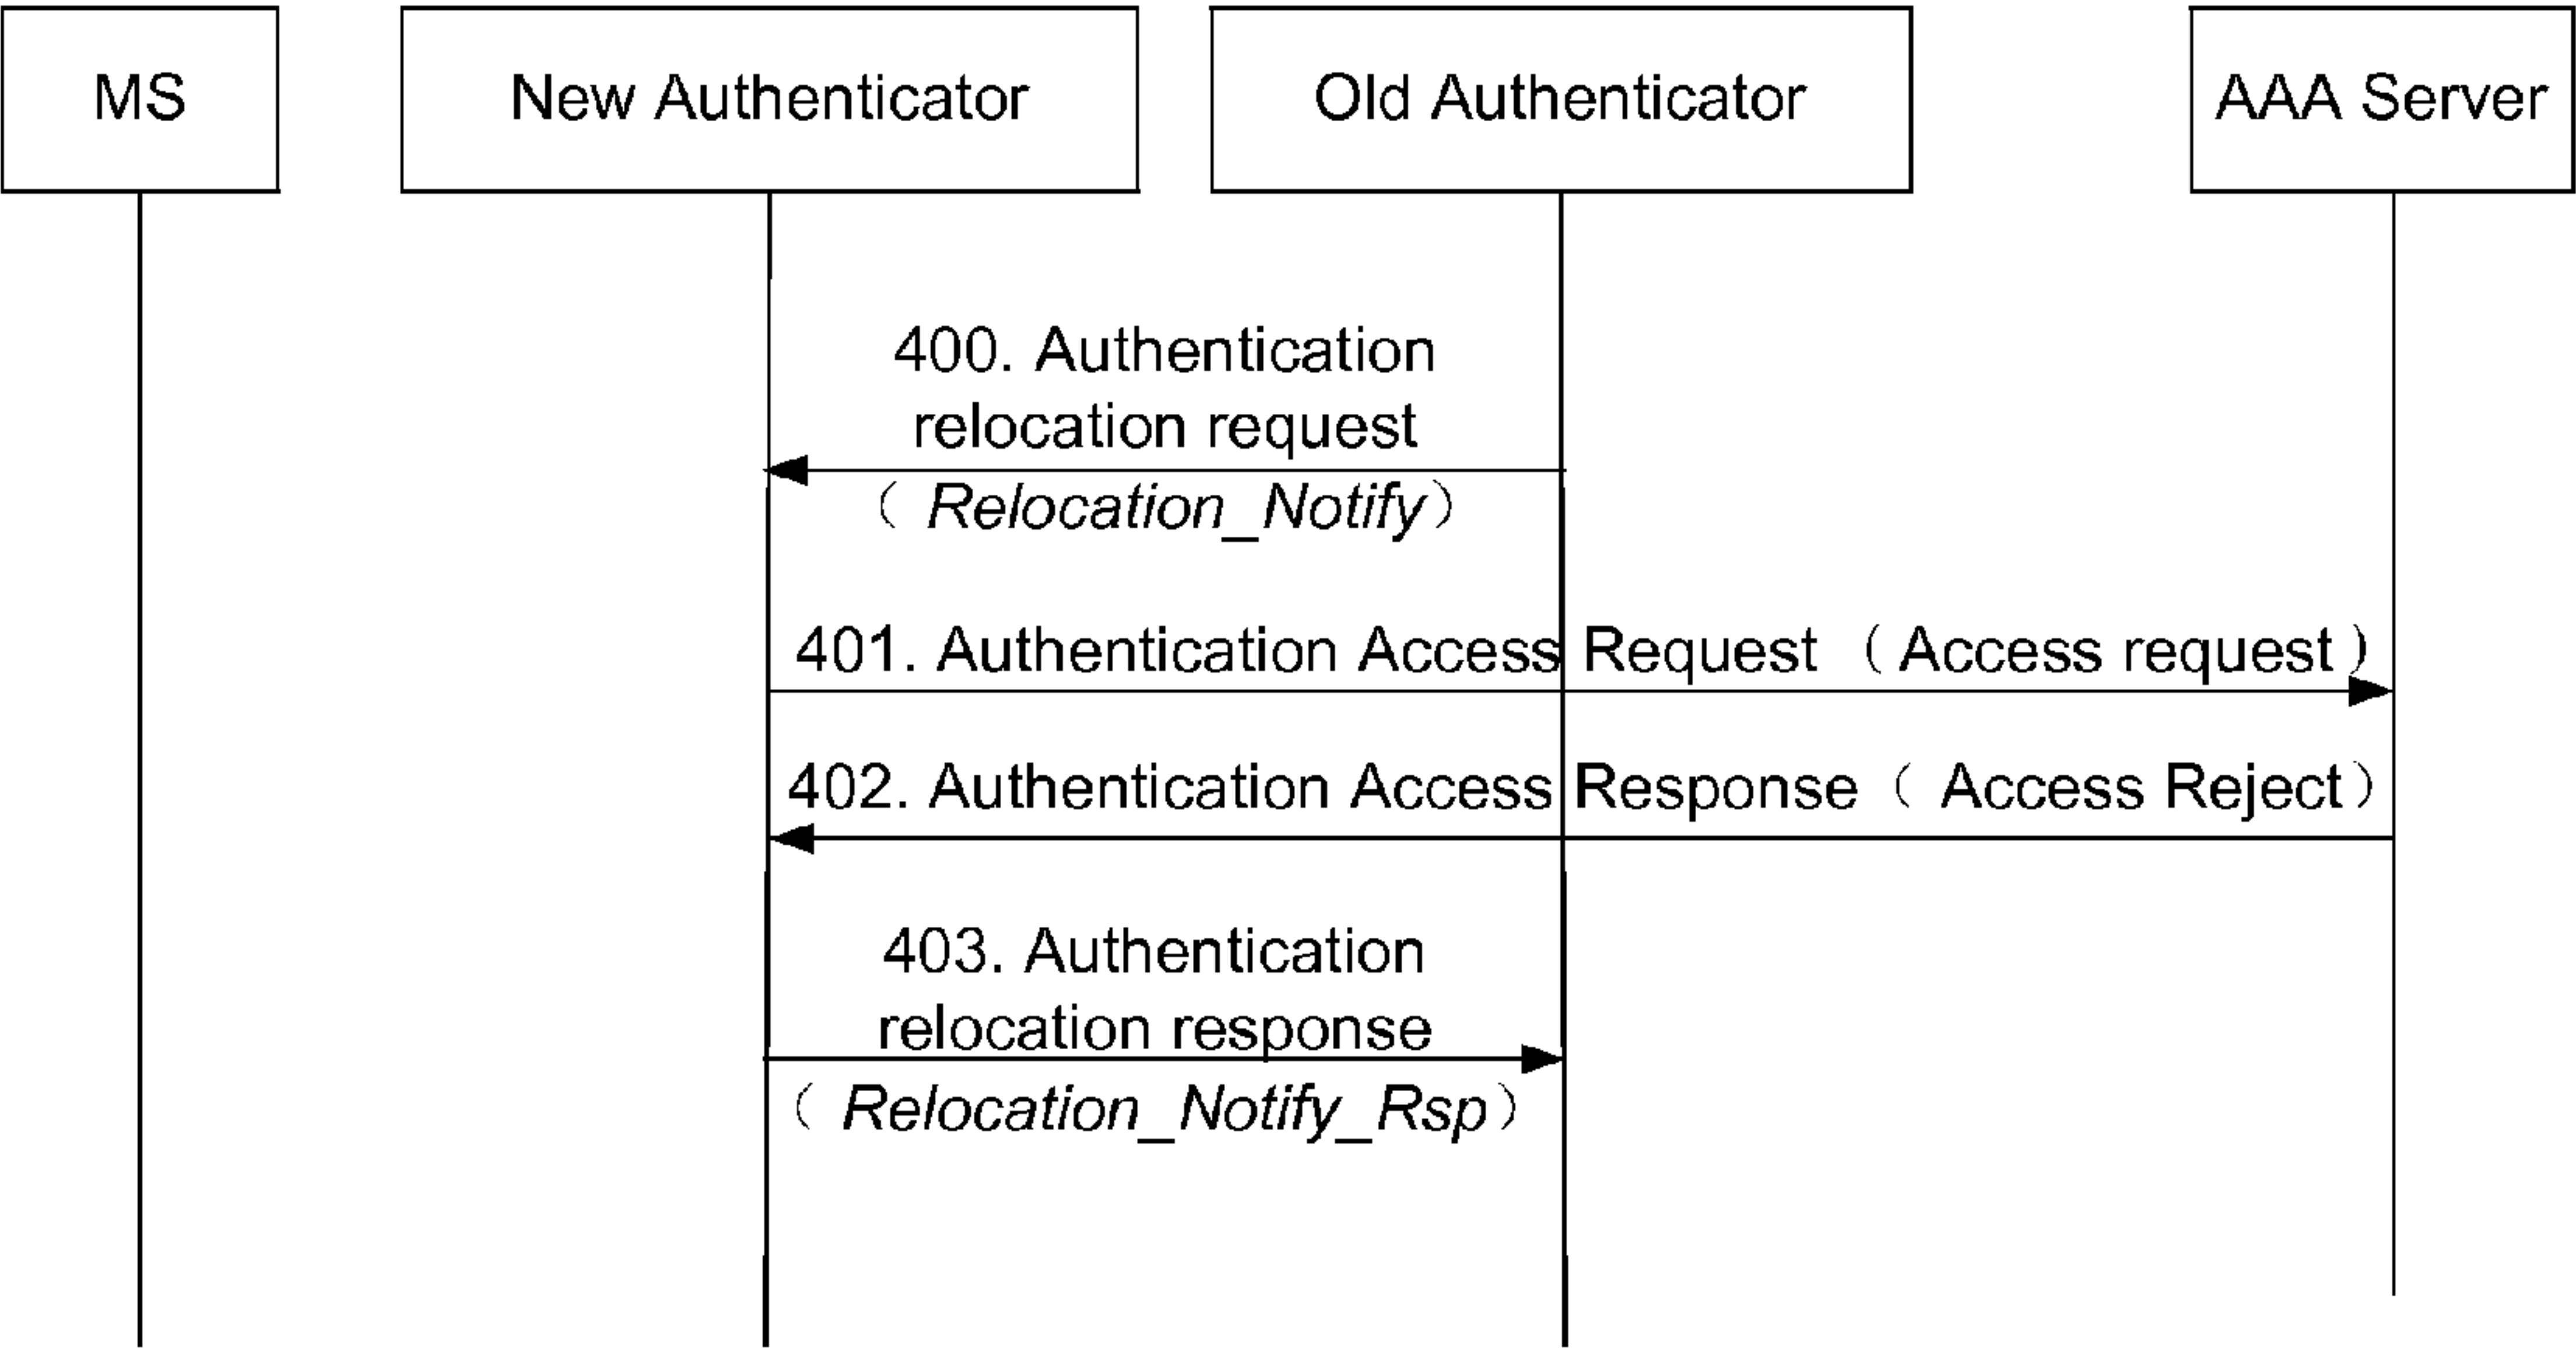 MS
New Authenticator
Old Authenticator
AAA Server
400. Authentication
relocation request
( Relocation_Notify)
401. Authentication Access Request ( Access request)
402. Authentication Access Response ( Access Reject)
403. Authentication
relocation response
( Relocation_Notify_Rsp)